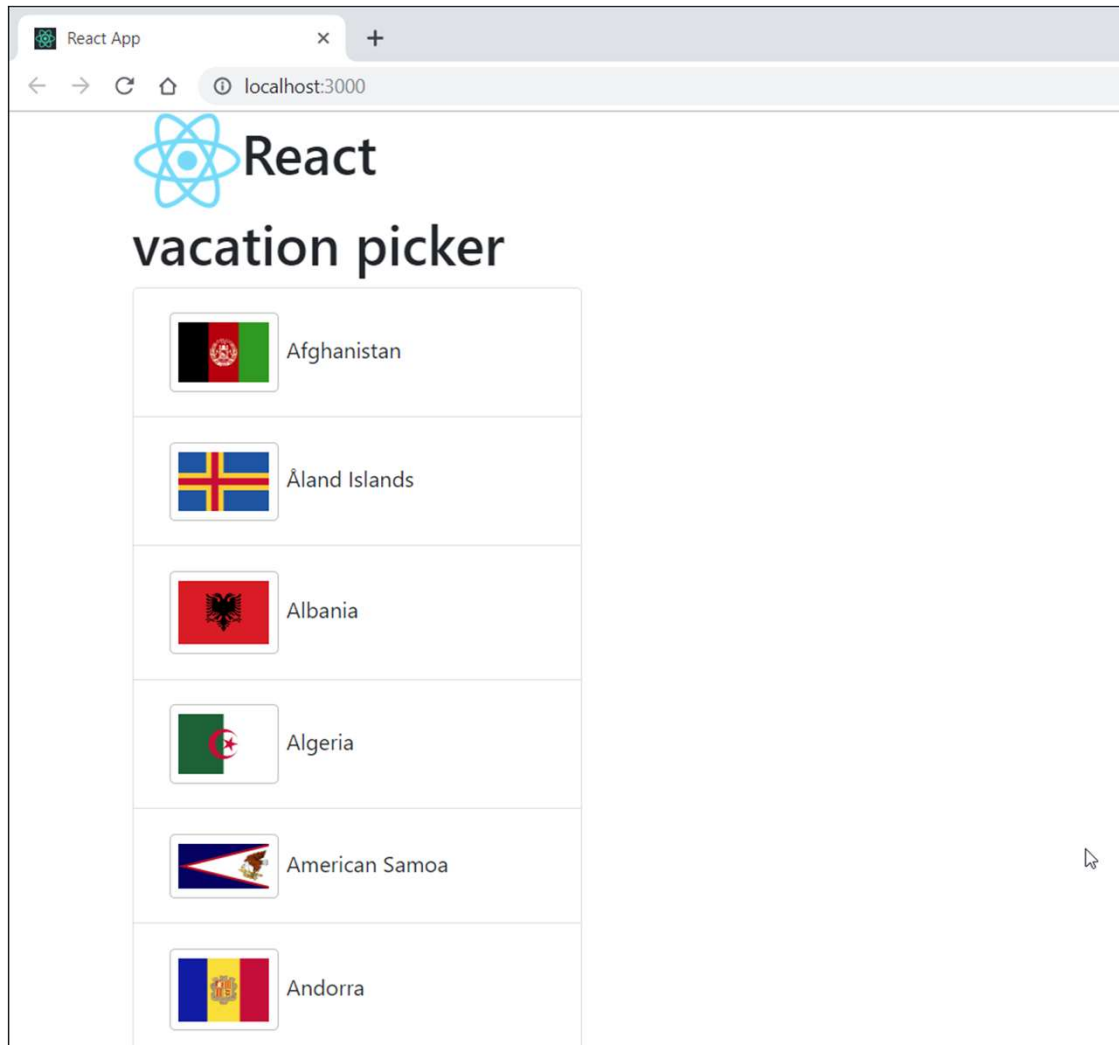 React App
localhost:3000
React
vacation picker
Afghanistan
Åland Islands
Albania
Algeria
American Samoa
Andorra